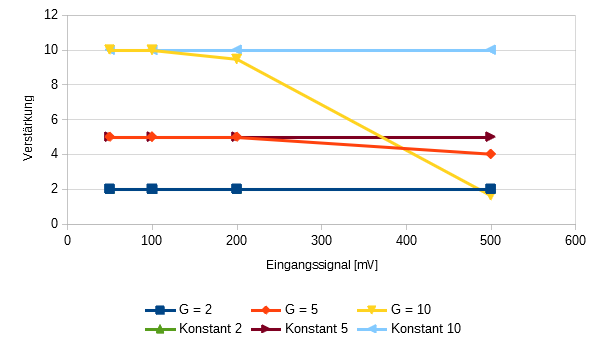 12
10
8
6
4
2
0
Verstärkung
0 100 200 300 400 500 600
Eingangssignal [mV]
G = 2 G = 5 G = 10
Konstant 2 Konstant 5 Konstant 10